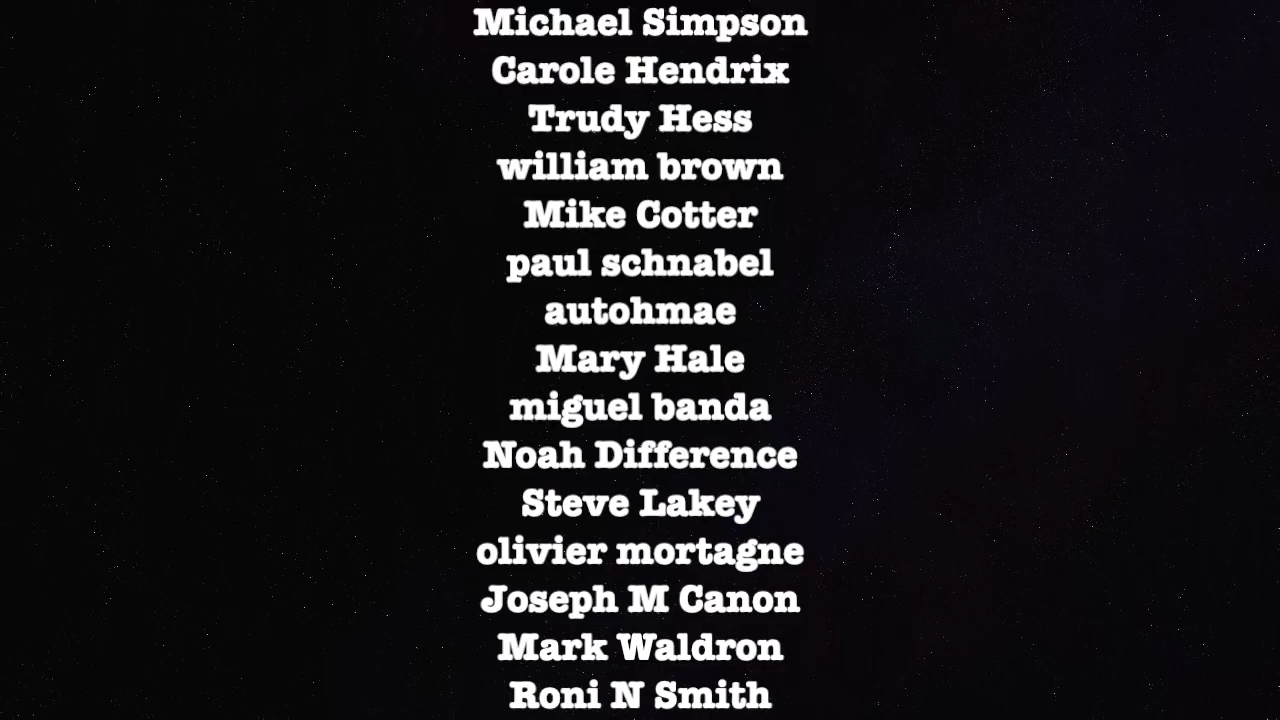 Michael Simpson
Carole Hendrix
Trudy Hess
william brown
Mike Cotter
paul schnabel
autohmae
Mary Hale
miguel banda
Noah Difference
Steve Lakey
olivier mortagne
Joseph M Canon
Mark Waldron
Roni N Smith